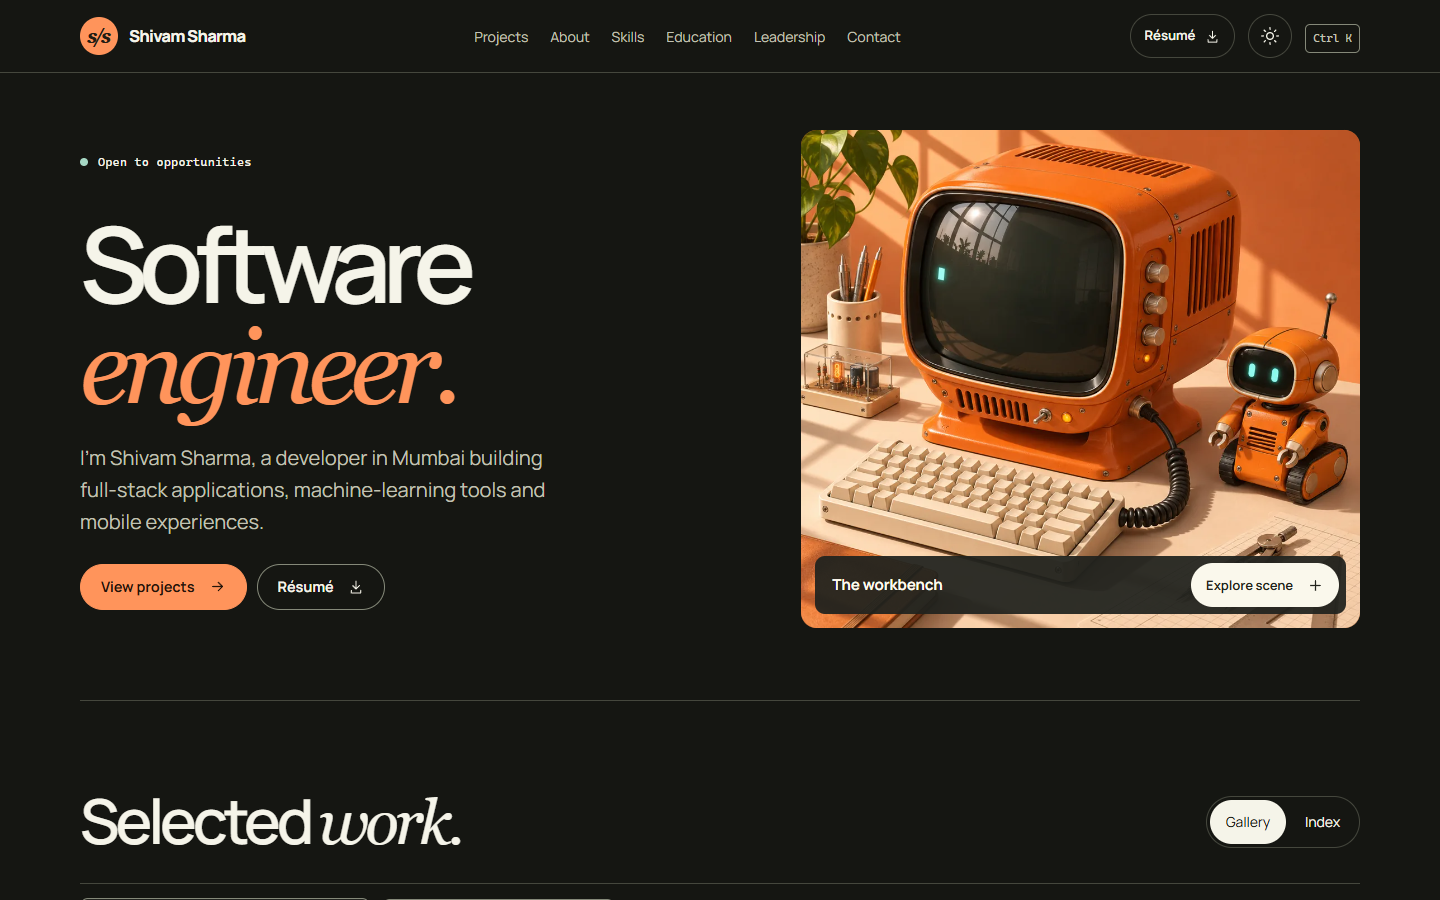 s/s Shivam Sharma
Projects
About
Skills
Education
Leadership
Contact
Résumé
Ctrl K
Open to opportunities
Software
engineer.
I'm Shivam Sharma, a developer in Mumbai building
full-stack applications, machine-learning tools and
mobile experiences.
View projects
Résumé
The workbench
Explore scene
Selected work.
Gallery
Index